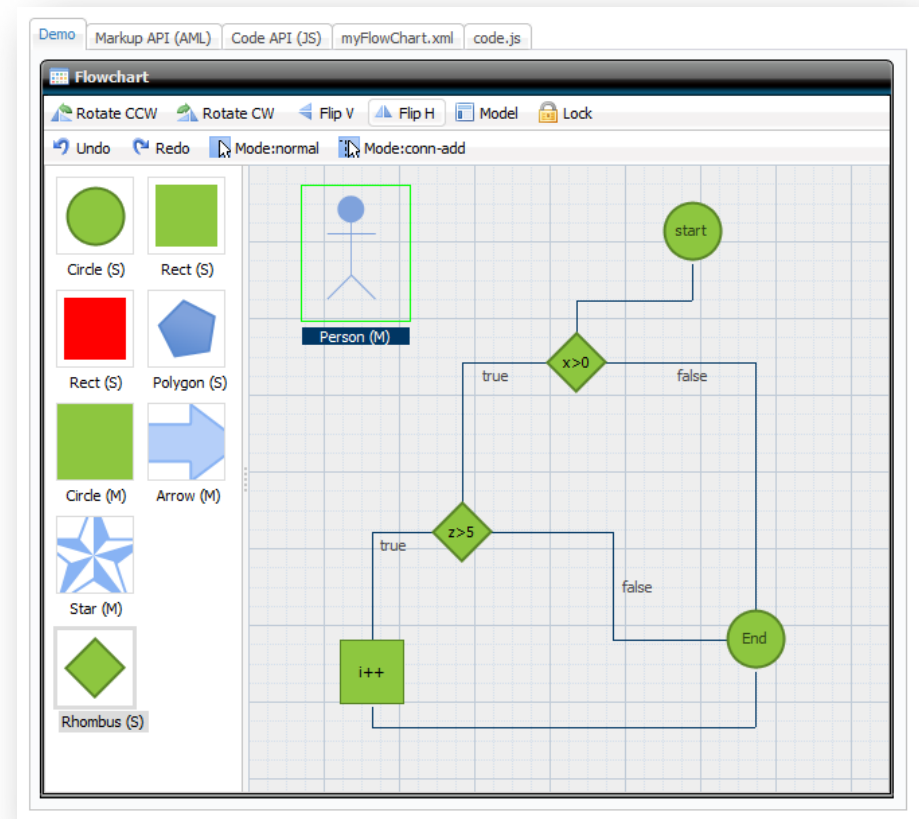 Demo Markup API (AML) Code API (JS) myFlowChart.xml code.js
Flowchart
Rotate CCW Rotate CW Flip V Flip H Model Lock
Undo Redo Mode:normal Mode:conn-add
Circle (S) Rect (S)
Rect (S) Polygon (S)
Circle (M) Arrow (M)
Star (M)
Rhombus (S)
Person (M)
start
x>0
true false
z>5
true
false
End
i++